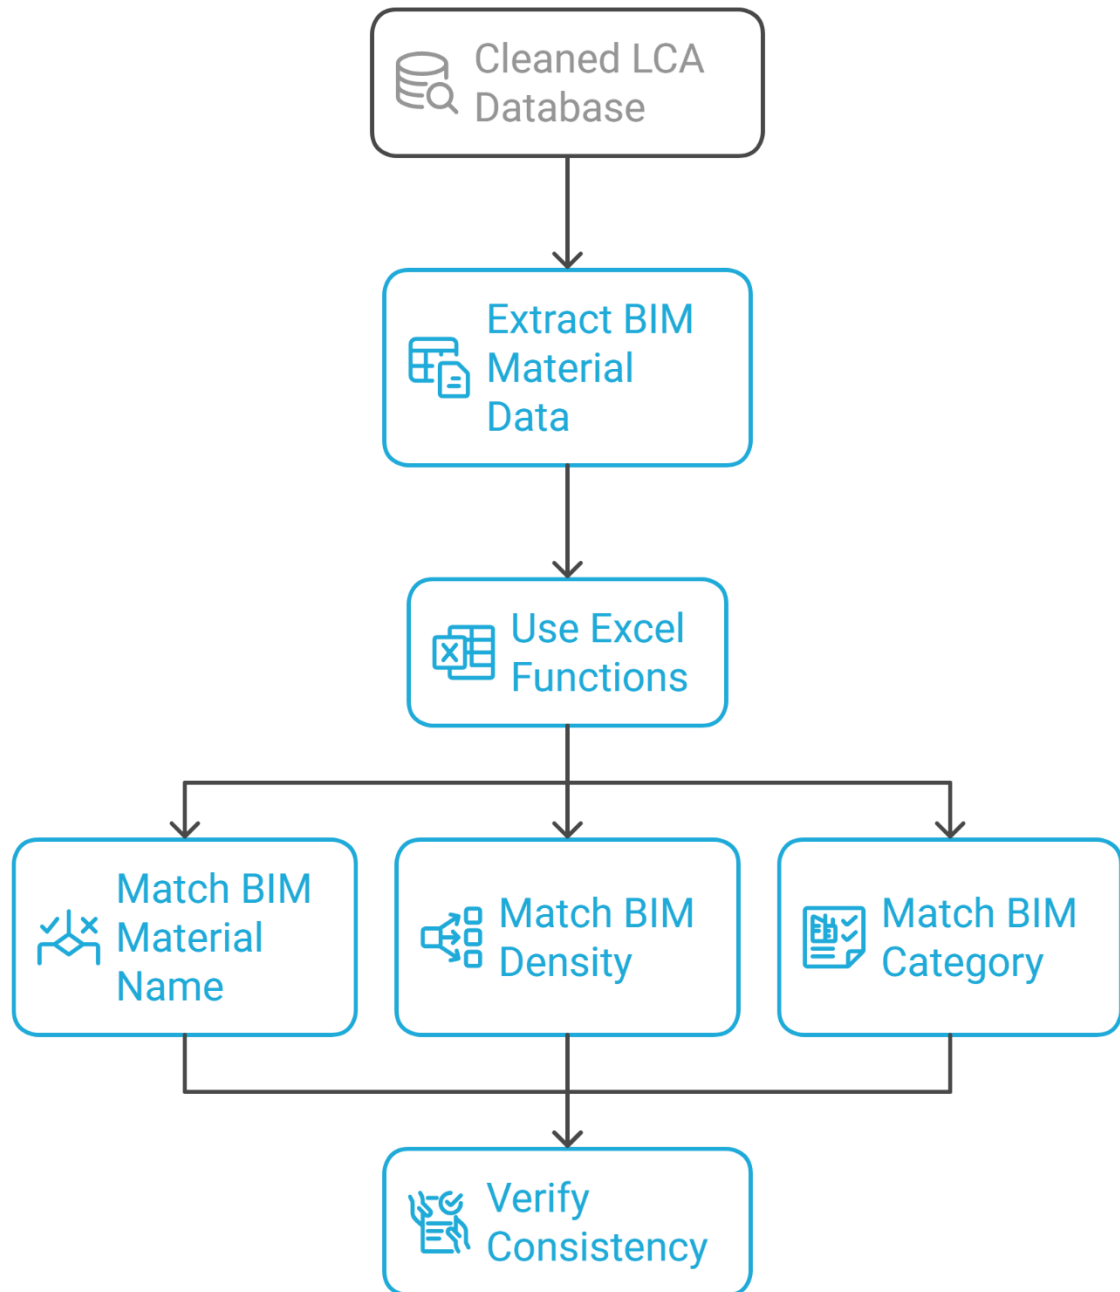 Cleaned LCA
Database
Extract BIM
Material
Data
Use Excel
Functions
Match BIM
Material
Name
Match BIM
Density
Match BIM
Category
Verify
Consistency